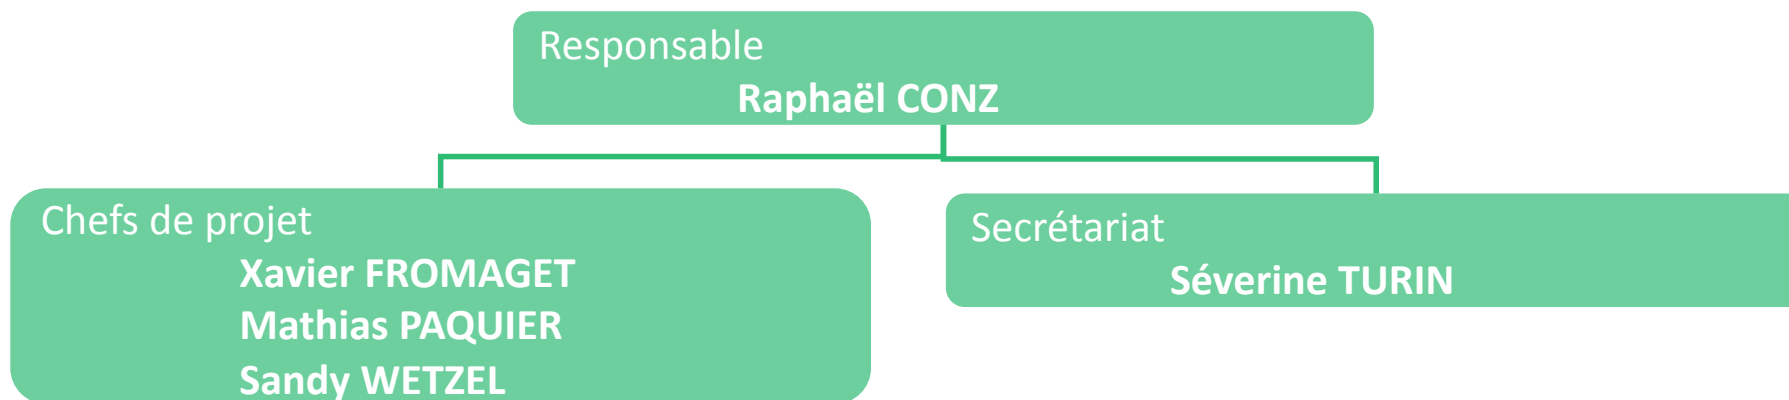 Responsable
Raphaël CONZ
Chefs de projet
Xavier FROMAGET
Mathias PAQUIER
Sandy WETZEL
Secrétariat
Séverine TURIN